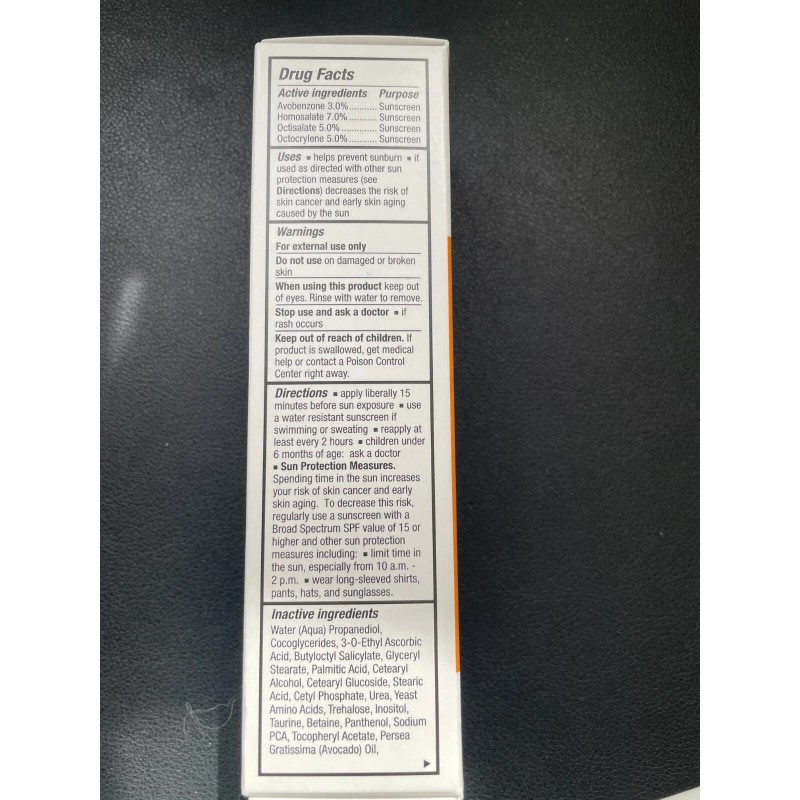 Drug Facts
Active ingredients Purpose
Avobenzone 3.0%........... Sunscreen
Homosalate 7.0%........... Sunscreen
Octisalate 5.0%.............. Sunscreen
Octocrylene 5.0%........... Sunscreen
Uses ▪ helps prevent sunburn ▪ if
used as directed with other sun
protection measures (see
Directions) decreases the risk of
skin cancer and early skin aging
caused by the sun
Warnings
For external use only
Do not use on damaged or broken
skin
When using this product keep out
of eyes. Rinse with water to remove.
Stop use and ask a doctor ▪ if
rash occurs
Keep out of reach of children. If
product is swallowed, get medical
help or contact a Poison Control
Center right away.
Directions ▪ apply liberally 15
minutes before sun exposure ▪ use
a water resistant sunscreen if
swimming or sweating ▪ reapply at
least every 2 hours ▪ children under
6 months of age: ask a doctor
▪ Sun Protection Measures.
Spending time in the sun increases
your risk of skin cancer and early
skin aging. To decrease this risk,
regularly use a sunscreen with a
Broad Spectrum SPF value of 15 or
higher and other sun protection
measures including: ▪ limit time in
the sun, especially from 10 a.m. -
2 p.m. ▪ wear long-sleeved shirts,
pants, hats, and sunglasses.
Inactive ingredients
Water (Aqua) Propanediol,
Cocoglycerides, 3-O-Ethyl Ascorbic
Acid, Butyloctyl Salicylate, Glyceryl
Stearate, Palmitic Acid, Cetearyl
Alcohol, Cetearyl Glucoside, Stearic
Acid, Cetyl Phosphate, Urea, Yeast
Amino Acids, Trehalose, Inositol,
Taurine, Betaine, Panthenol, Sodium
PCA, Tocopheryl Acetate, Persea
Gratissima (Avocado) Oil,